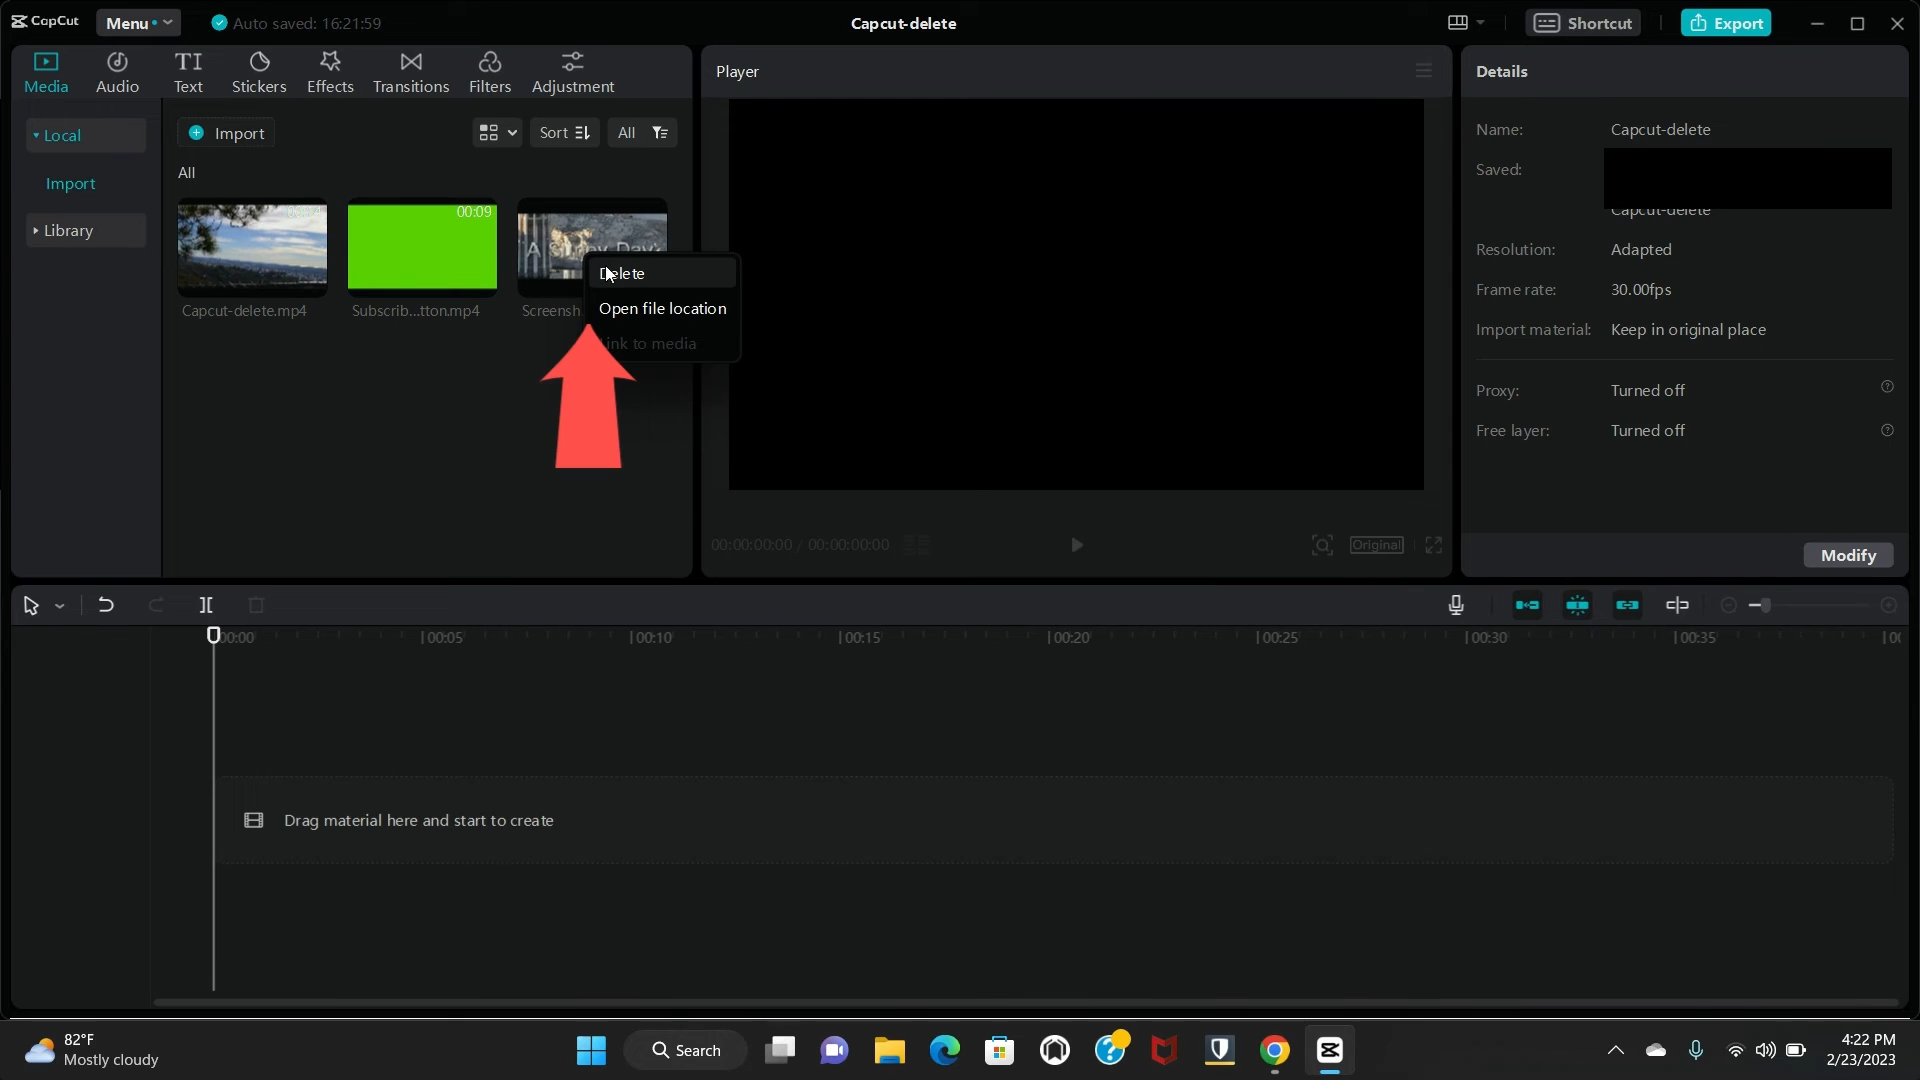 CapCut Menu Auto saved: 16:21:59 Capcut-delete Shortcut Export
Media Audio Text Stickers Effects Transitions Filters Adjustment
Local
Import
Library
Import Sort All
All
00:09
A Day
Capcut-delete.mp4 Subscrib...tton.mp4 Screensh
Delete
Open file location
to media
Player
00:00:00:00 / 00:00:00:00 Original
Details
Name: Capcut-delete
Saved:
Capcut-delete
Resolution: Adapted
Frame rate: 30.00fps
Import material: Keep in original place
Proxy: Turned off
Free layer: Turned off
Modify
00:00 00:05 00:10 00:15 00:20 00:25 00:30 00:35
Drag material here and start to create
82°F
Mostly cloudy
Search
4:22 PM
2/23/2023